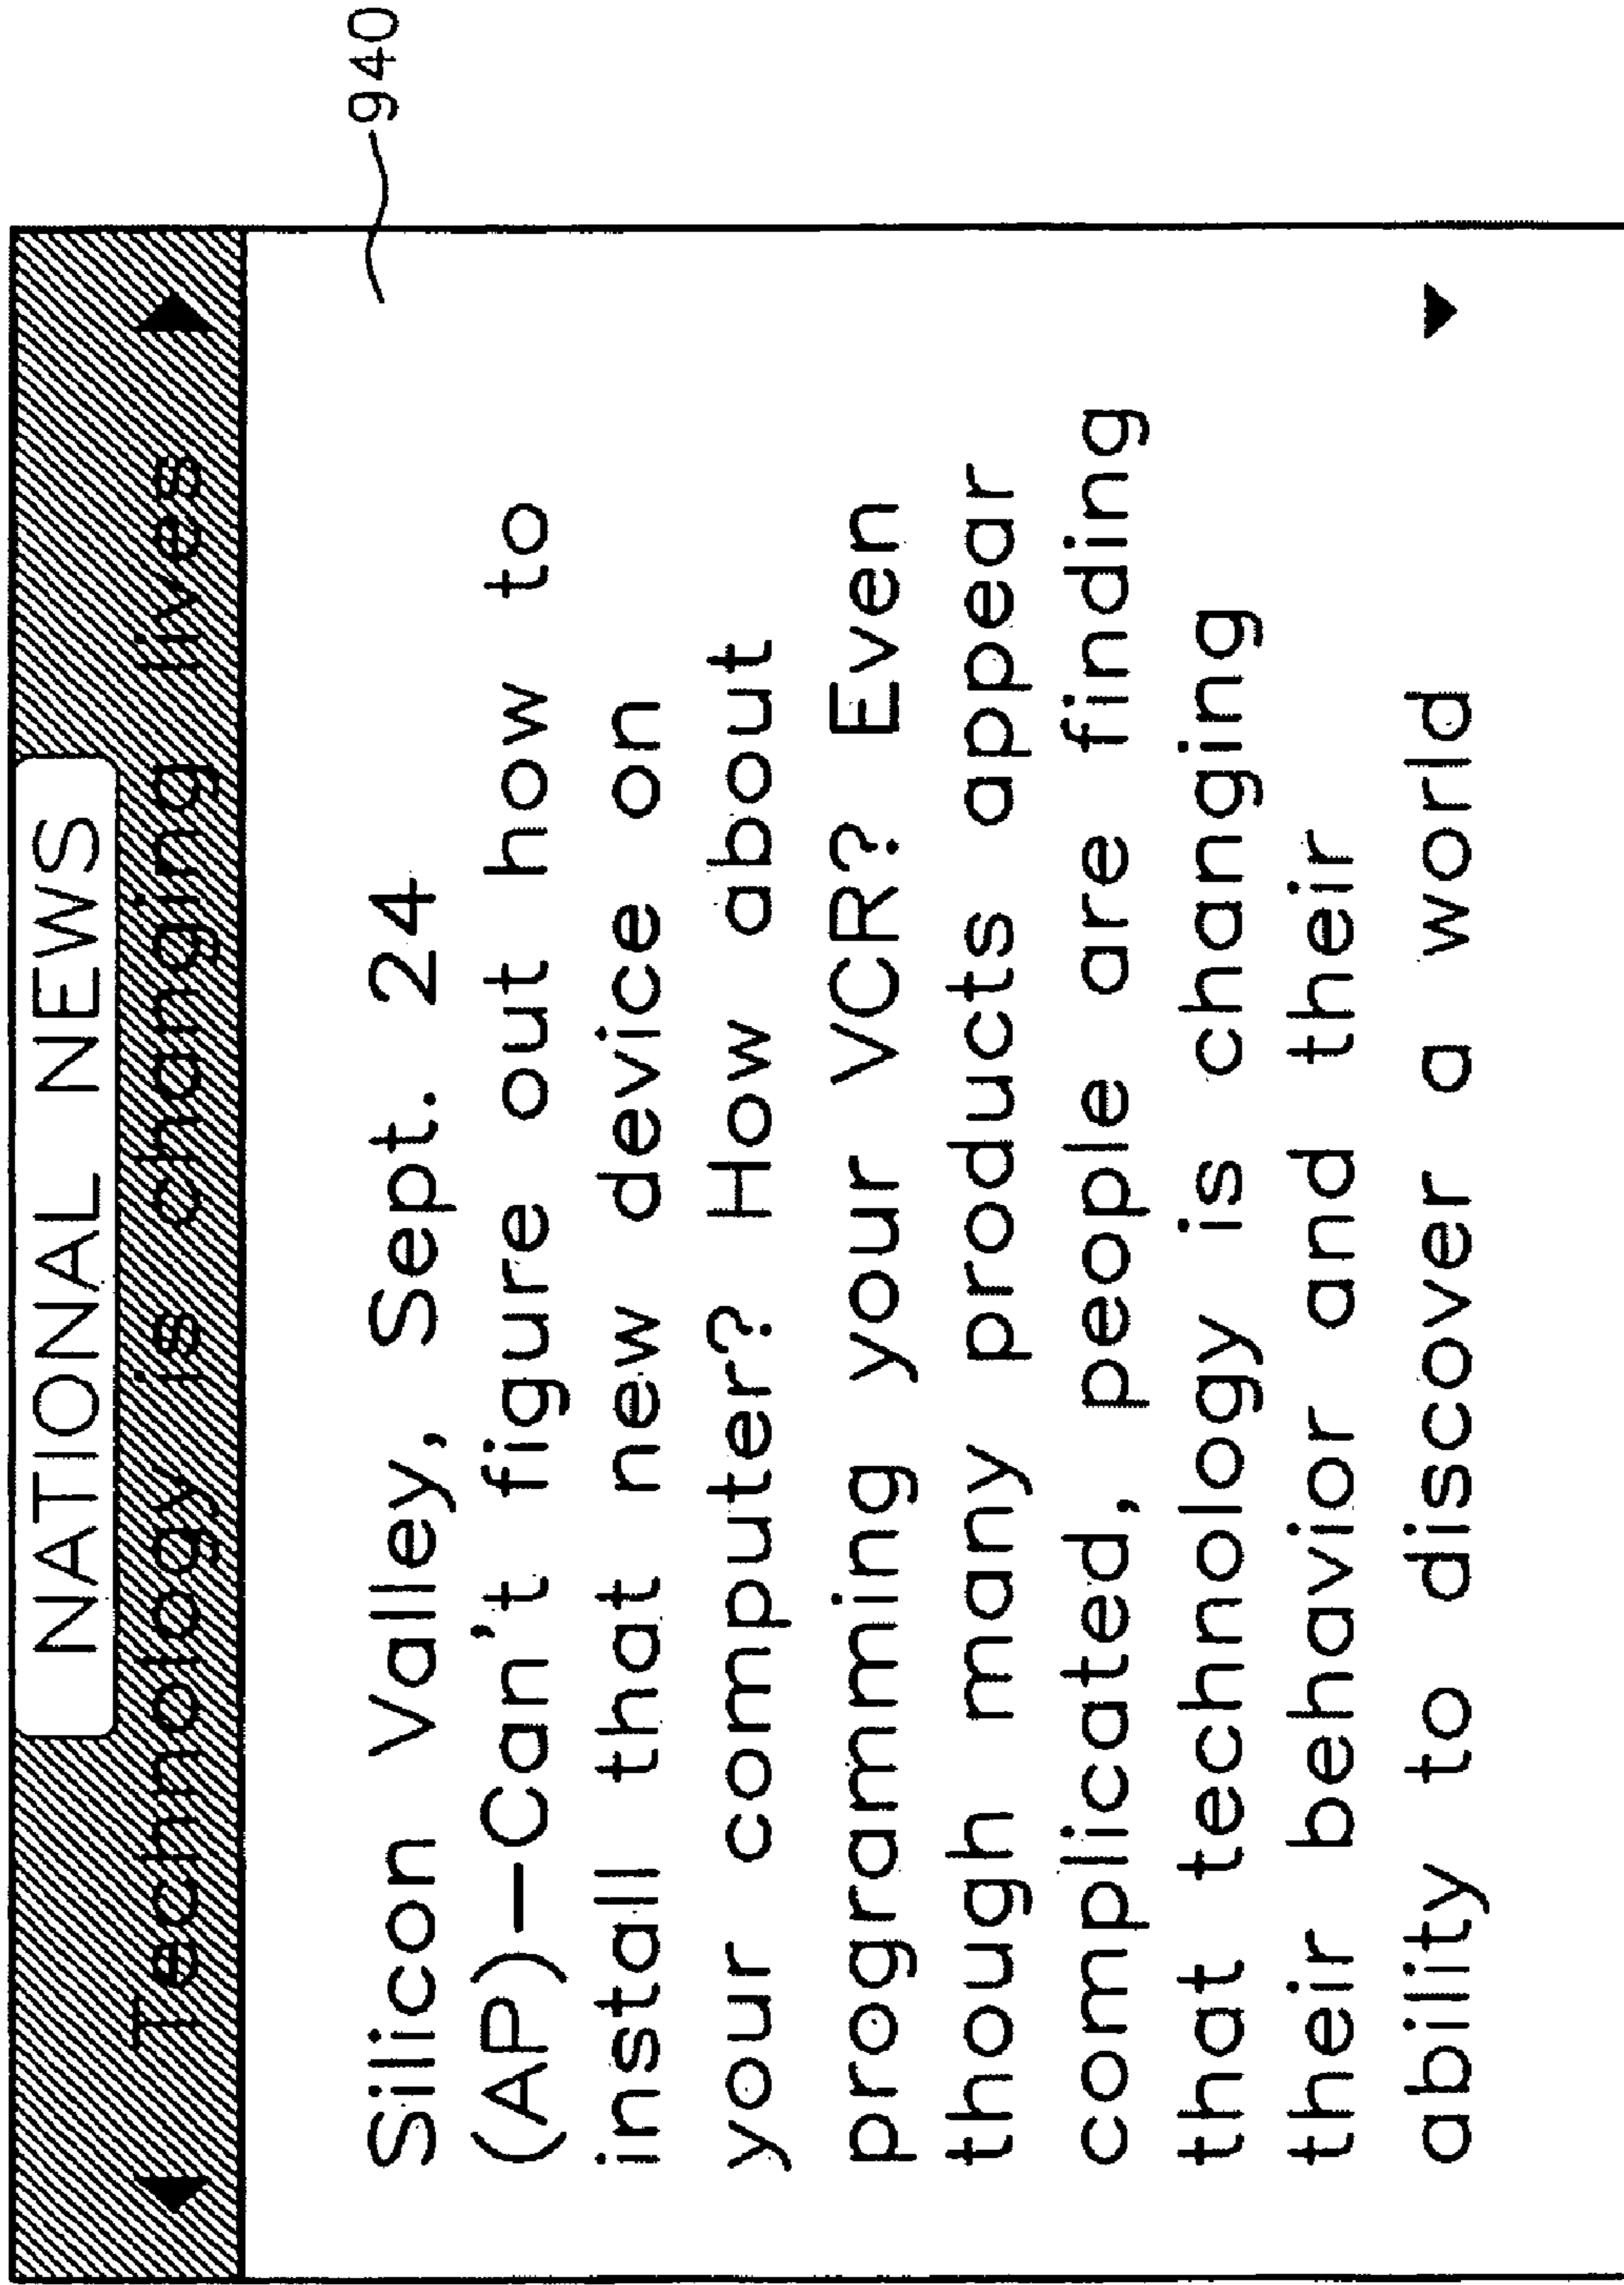 NATIONAL NEWS
Technology is changing lives
940
Silicon Valley, Sept. 24
(AP)—Can't figure out how to
install that new device on
your computer? How about
programming your VCR? Even
though many products appear
complicated, people are finding
that technology is changing
their behavior and their
ability to discover a world